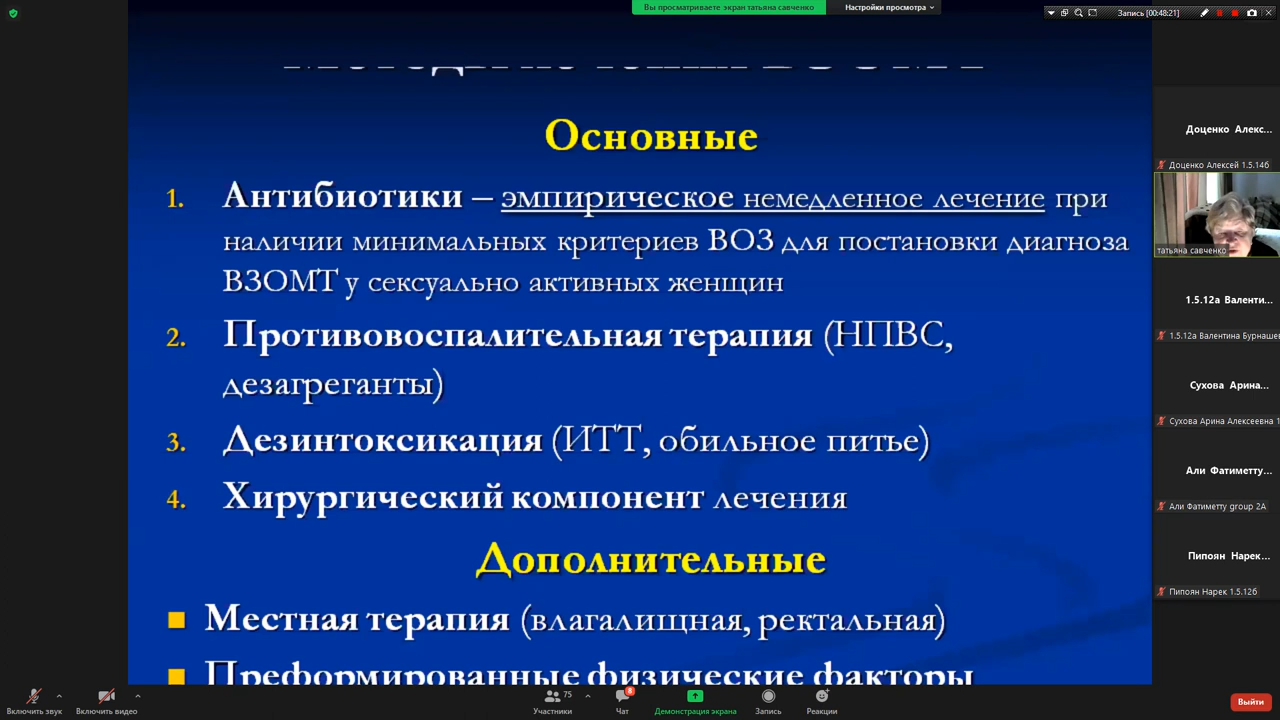 Вы просматриваете экран татьяна савченко
Настройки просмотра
Запись [00:48:21]
Основные
1. Антибиотики – эмпирическое немедленное лечение при
наличии минимальных критериев ВОЗ для постановки диагноза
ВЗОМТ у сексуально активных женщин
2. Противовоспалительная терапия (НПВС,
дезагреганты)
3. Дезинтоксикация (ИТТ, обильное питье)
4. Хирургический компонент лечения
Дополнительные
Местная терапия (влагалищная, ректальная)
Преформированные физические факторы
Доценко Алекс...
Доценко Алексей 1.5.14б
татьяна савченко
1.5.12а Валенти...
1.5.12а Валентина Бурнашев
Сухова Арина...
Сухова Арина Алексеевна 1
Али Фатиметту...
Али Фатиметту group 2A
Пипоян Нарек...
Пипоян Нарек 1.5.12б
Включить звук
Включить видео
75
Участники
8
Чат
Демонстрация экрана
Запись
Реакции
Выйти